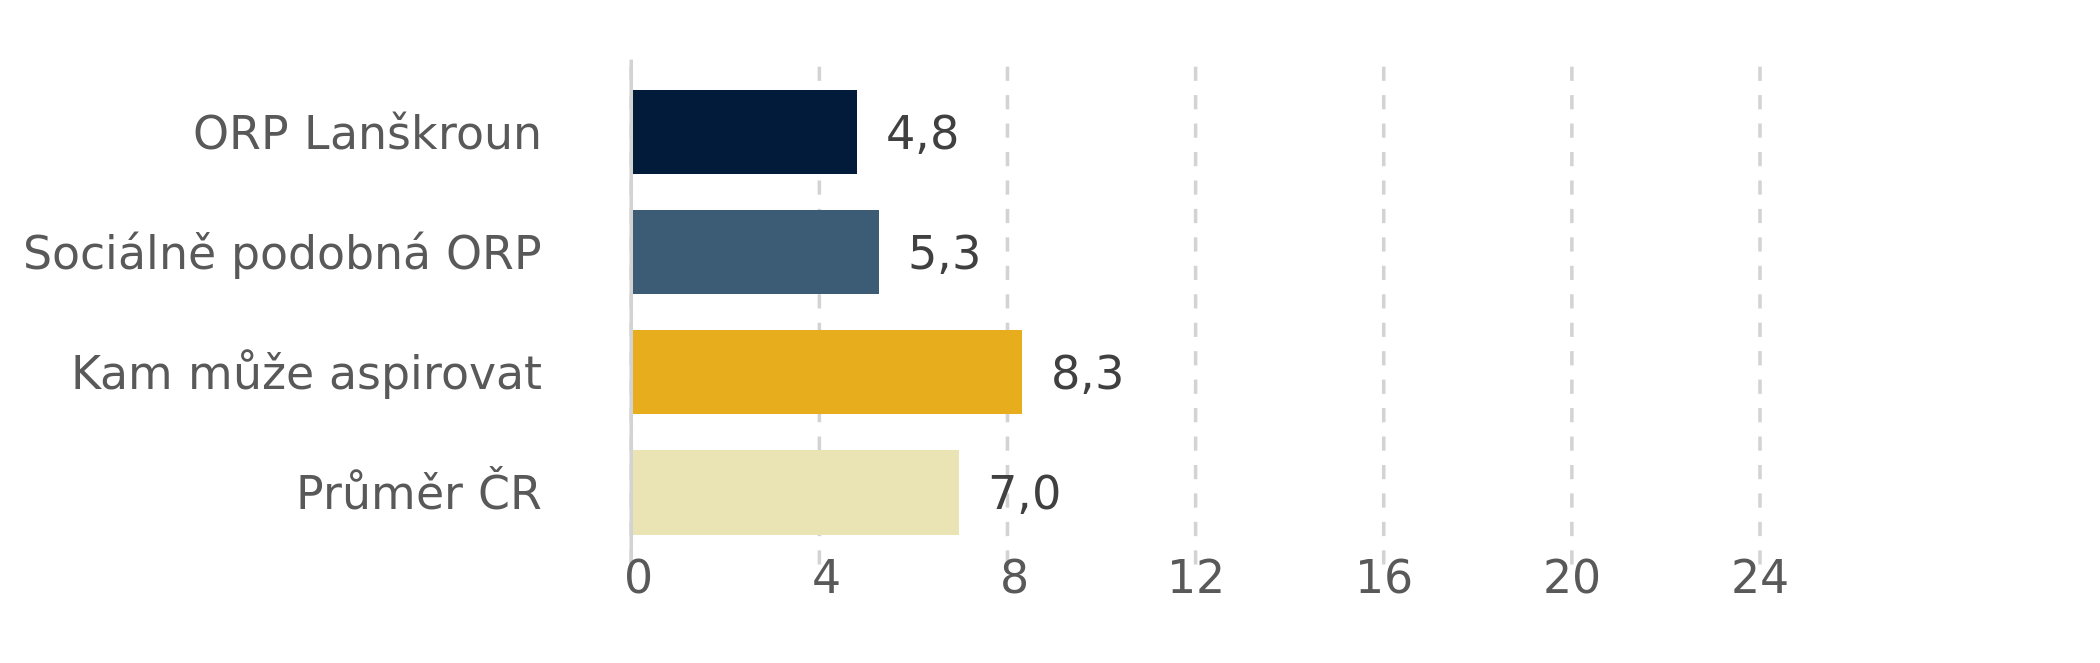 ORP Lanškroun 4,8
Sociálně podobná ORP 5,3
Kam může aspirovat 8,3
Průměr ČR 7,0
0 4 8 12 16 20 24